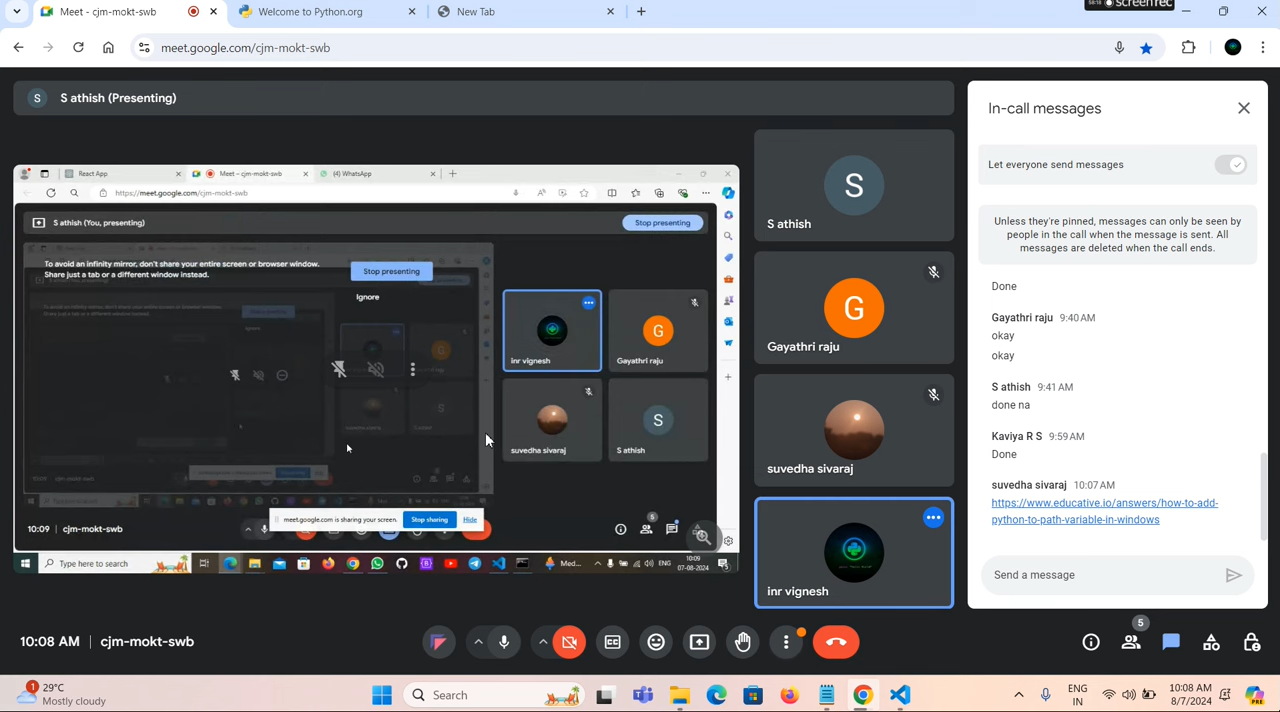 Meet - cjm-mokt-swb
Welcome to Python.org
New Tab
58:18
screenrec
meet.google.com/cjm-mokt-swb
S
S athish (Presenting)
React App
Meet – cjm-mokt-swb
(4) WhatsApp
https://meet.google.com/cjm-mokt-swb
S athish (You, presenting)
Stop presenting
To avoid an infinity mirror, don't share your entire screen or browser window.
Share just a tab or a different window instead.
Stop presenting
Ignore
inr vignesh
G
Gayathri raju
suvedha sivaraj
S
S athish
meet.google.com is sharing your screen.
Stop sharing
Hide
10:09
cjm-mokt-swb
5
Type here to search
Med...
ENG
10:09
07-08-2024
S
S athish
G
Gayathri raju
suvedha sivaraj
inr vignesh
In-call messages
Let everyone send messages
Unless they're pinned, messages can only be seen by
people in the call when the message is sent. All
messages are deleted when the call ends.
Done
Gayathri raju 9:40 AM
okay
okay
S athish 9:41 AM
done na
Kaviya R S 9:59 AM
Done
suvedha sivaraj 10:07 AM
https://www.educative.io/answers/how-to-add-
python-to-path-variable-in-windows
Send a message
10:08 AM | cjm-mokt-swb
5
1
29°C
Mostly cloudy
Search
ENG
IN
10:08 AM
8/7/2024
PRE